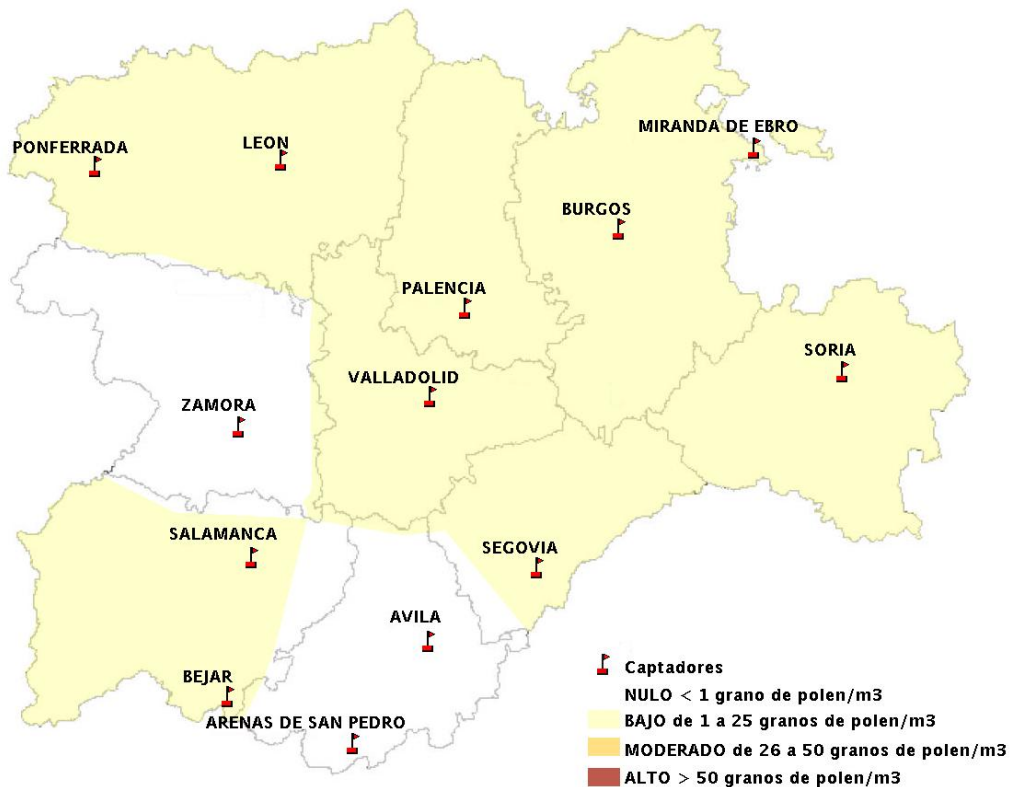 MIRANDA DE EBRO
PONFERRADA
LEON
BURGOS
PALENCIA
SORIA
VALLADOLID
ZAMORA
SALAMANCA
SEGOVIA
AVILA
BEJAR
ARENAS DE SAN PEDRO
Captadores
NULO < 1 grano de polen/m3
BAJO de 1 a 25 granos de polen/m3
MODERADO de 26 a 50 granos de polen/m3
ALTO > 50 granos de polen/m3